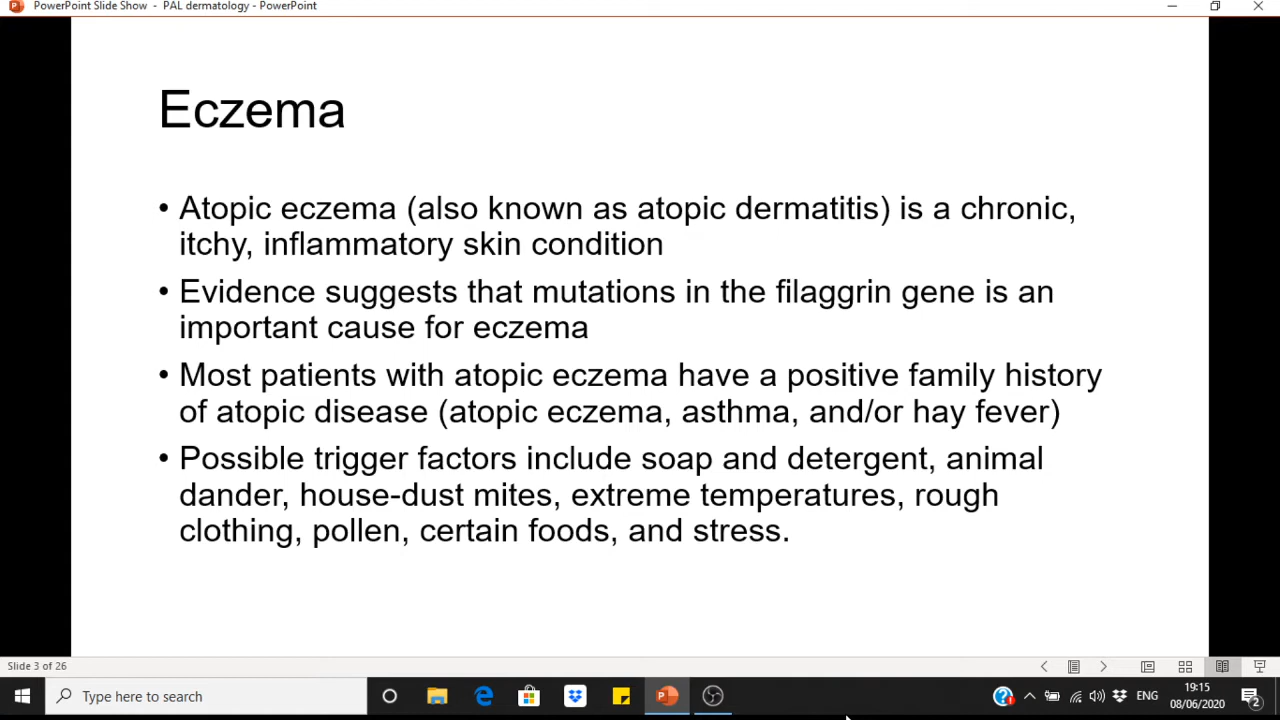 PowerPoint Slide Show - PAL dermatology - PowerPoint
Eczema
• Atopic eczema (also known as atopic dermatitis) is a chronic,
itchy, inflammatory skin condition
• Evidence suggests that mutations in the filaggrin gene is an
important cause for eczema
• Most patients with atopic eczema have a positive family history
of atopic disease (atopic eczema, asthma, and/or hay fever)
• Possible trigger factors include soap and detergent, animal
dander, house-dust mites, extreme temperatures, rough
clothing, pollen, certain foods, and stress.
Slide 3 of 26
Type here to search
ENG
19:15
08/06/2020
2